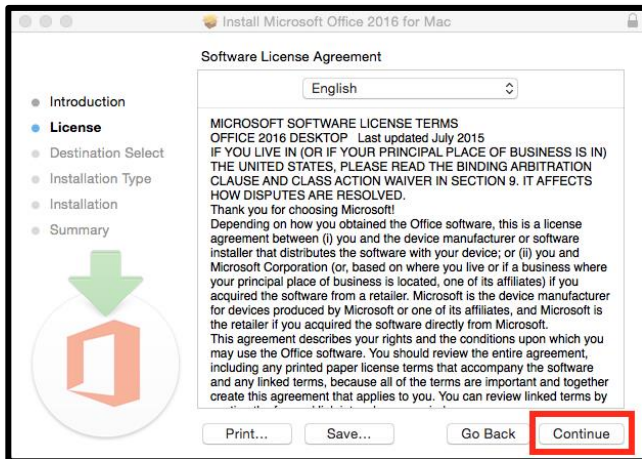 Install Microsoft Office 2016 for Mac
Software License Agreement
English
Introduction
License
Destination Select
Installation Type
Installation
Summary
MICROSOFT SOFTWARE LICENSE TERMS
OFFICE 2016 DESKTOP   Last updated July 2015
IF YOU LIVE IN (OR IF YOUR PRINCIPAL PLACE OF BUSINESS IS IN)
THE UNITED STATES, PLEASE READ THE BINDING ARBITRATION
CLAUSE AND CLASS ACTION WAIVER IN SECTION 9. IT AFFECTS
HOW DISPUTES ARE RESOLVED.
Thank you for choosing Microsoft!
Depending on how you obtained the Office software, this is a license
agreement between (i) you and the device manufacturer or software
installer that distributes the software with your device; or (ii) you and
Microsoft Corporation (or, based on where you live or if a business where
your principal place of business is located, one of its affiliates) if you
acquired the software from a retailer. Microsoft is the device manufacturer
for devices produced by Microsoft or one of its affiliates, and Microsoft is
the retailer if you acquired the software directly from Microsoft.
This agreement describes your rights and the conditions upon which you
may use the Office software. You should review the entire agreement,
including any printed paper license terms that accompany the software
and any linked terms, because all of the terms are important and together
create this agreement that applies to you. You can review linked terms by
Print...
Save...
Go Back
Continue